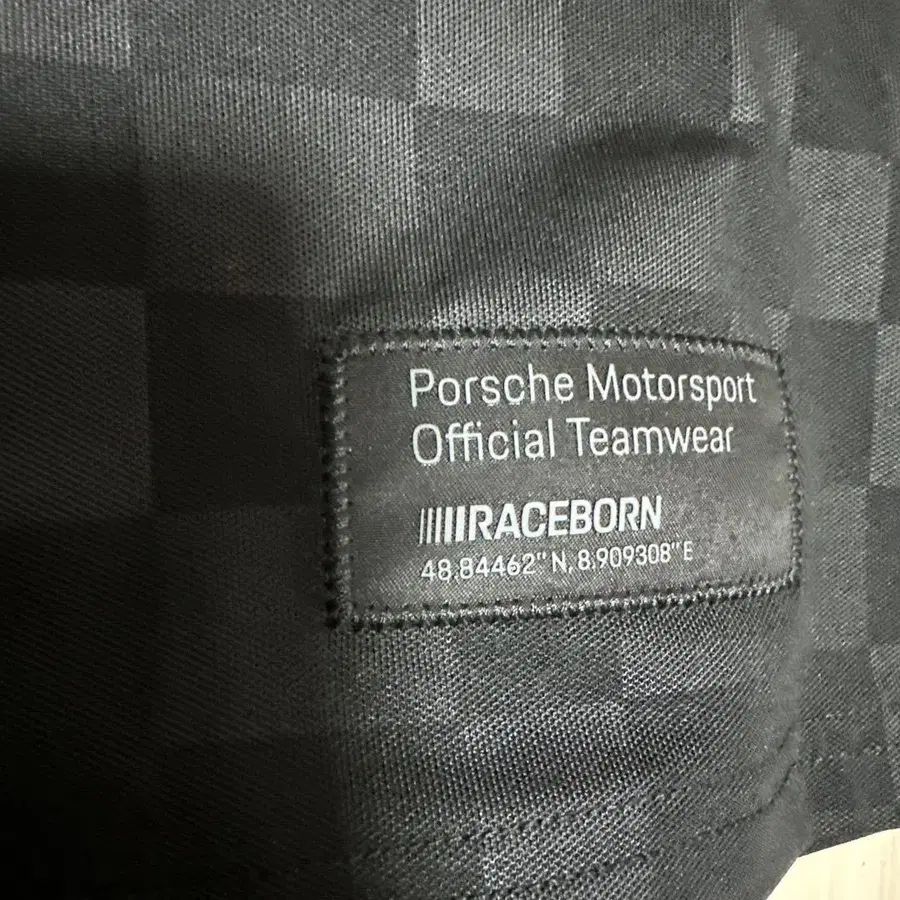 Porsche Motorsport
Official Teamwear
RACEBORN
48.84462" N, 8.909308" E